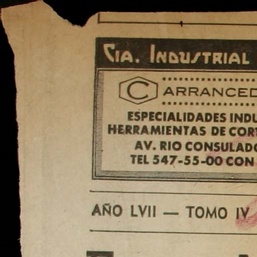 CIA. INDUSTRIAL
C ARRANCED
ESPECIALIDADES INDU
HERRAMIENTAS DE COR
AV. RIO CONSULADO
TEL 547-55-00 CON
AÑO LVII — TOMO IV